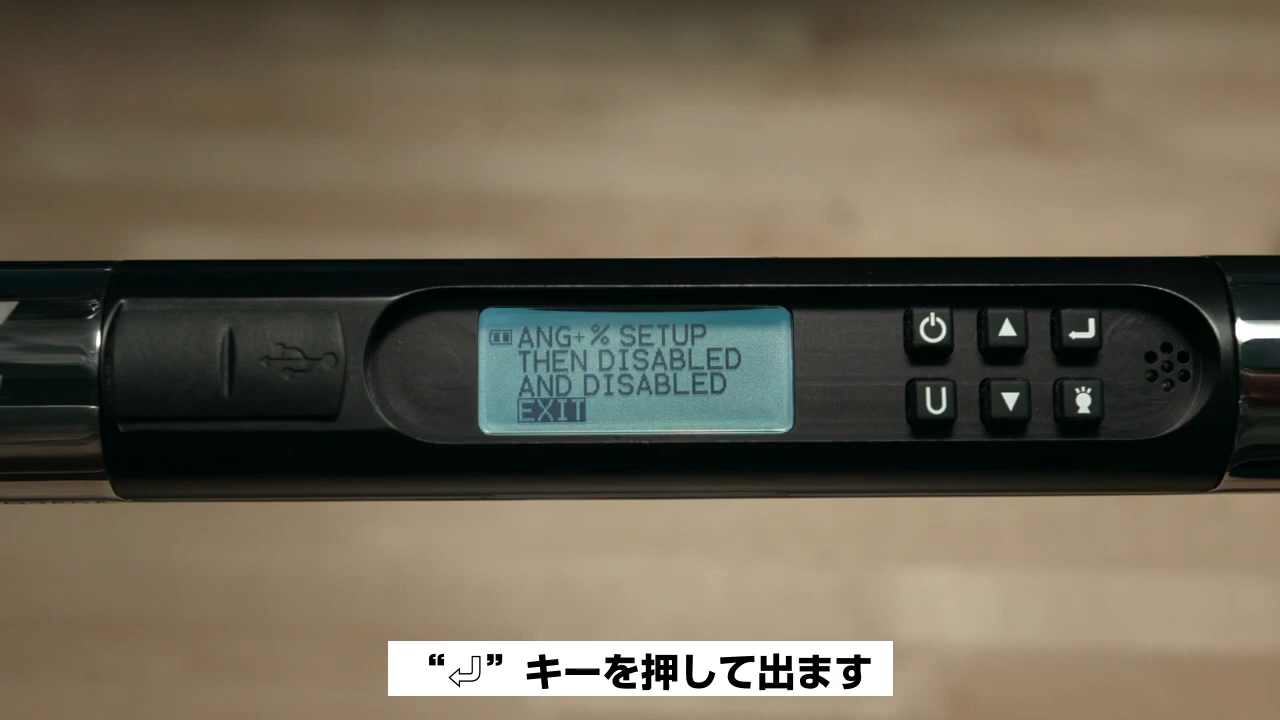 ANG+% SETUP
THEN DISABLED
AND DISABLED
EXIT
U
“⏎” キーを押して出ます